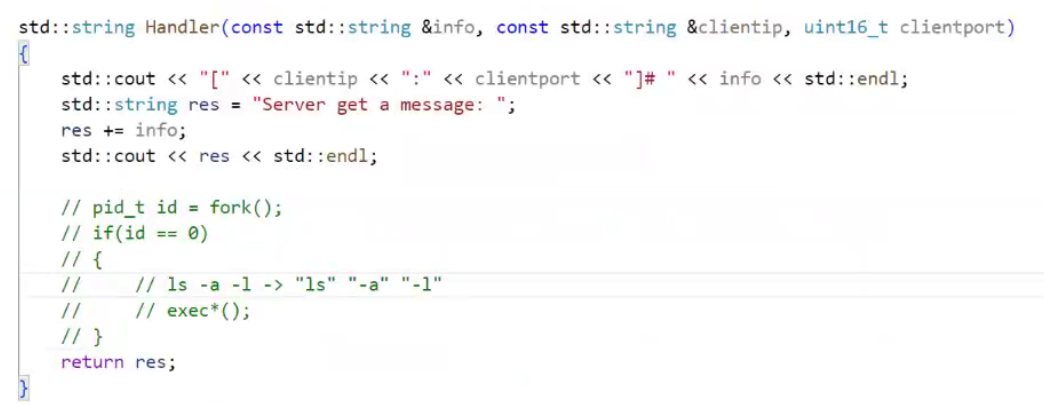 std::string Handler(const std::string &info, const std::string &clientip, uint16_t clientport)
{
    std::cout << "[" << clientip << ":" << clientport << "]# " << info << std::endl;
    std::string res = "Server get a message: ";
    res += info;
    std::cout << res << std::endl;

    // pid_t id = fork();
    // if(id == 0)
    // {
    //     // ls -a -l -> "ls" "-a" "-l"
    //     // exec*();
    // }
    return res;
}